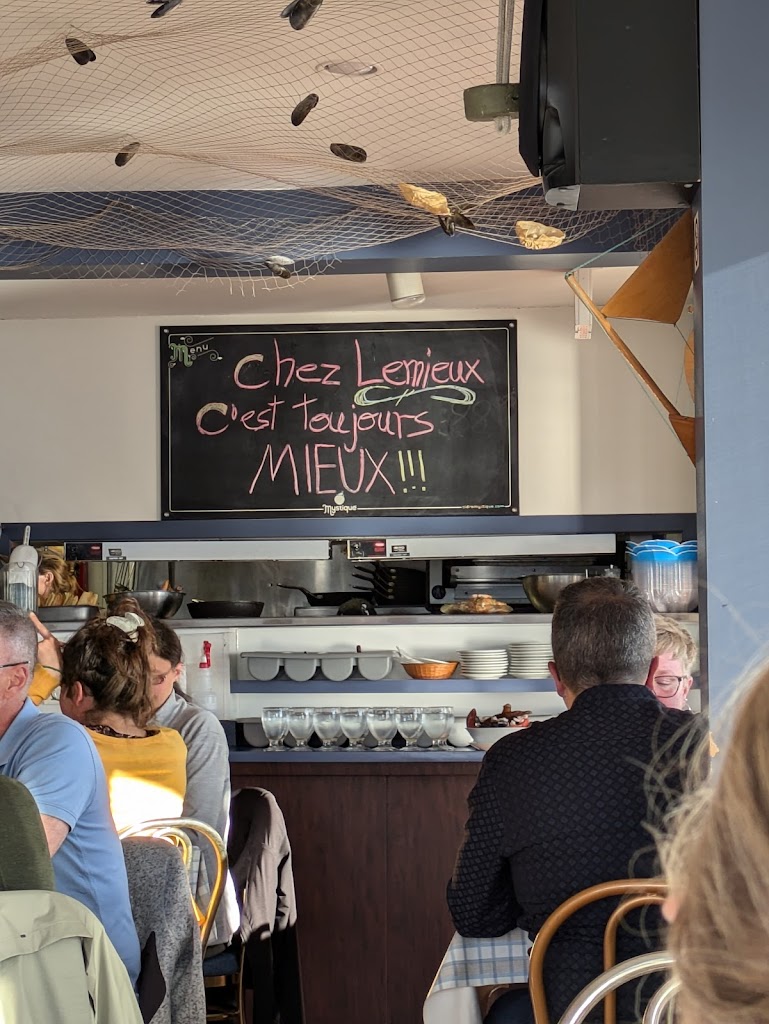 Menu
Chez Lemieux
C'est toujours
MIEUX!!!
Mystique